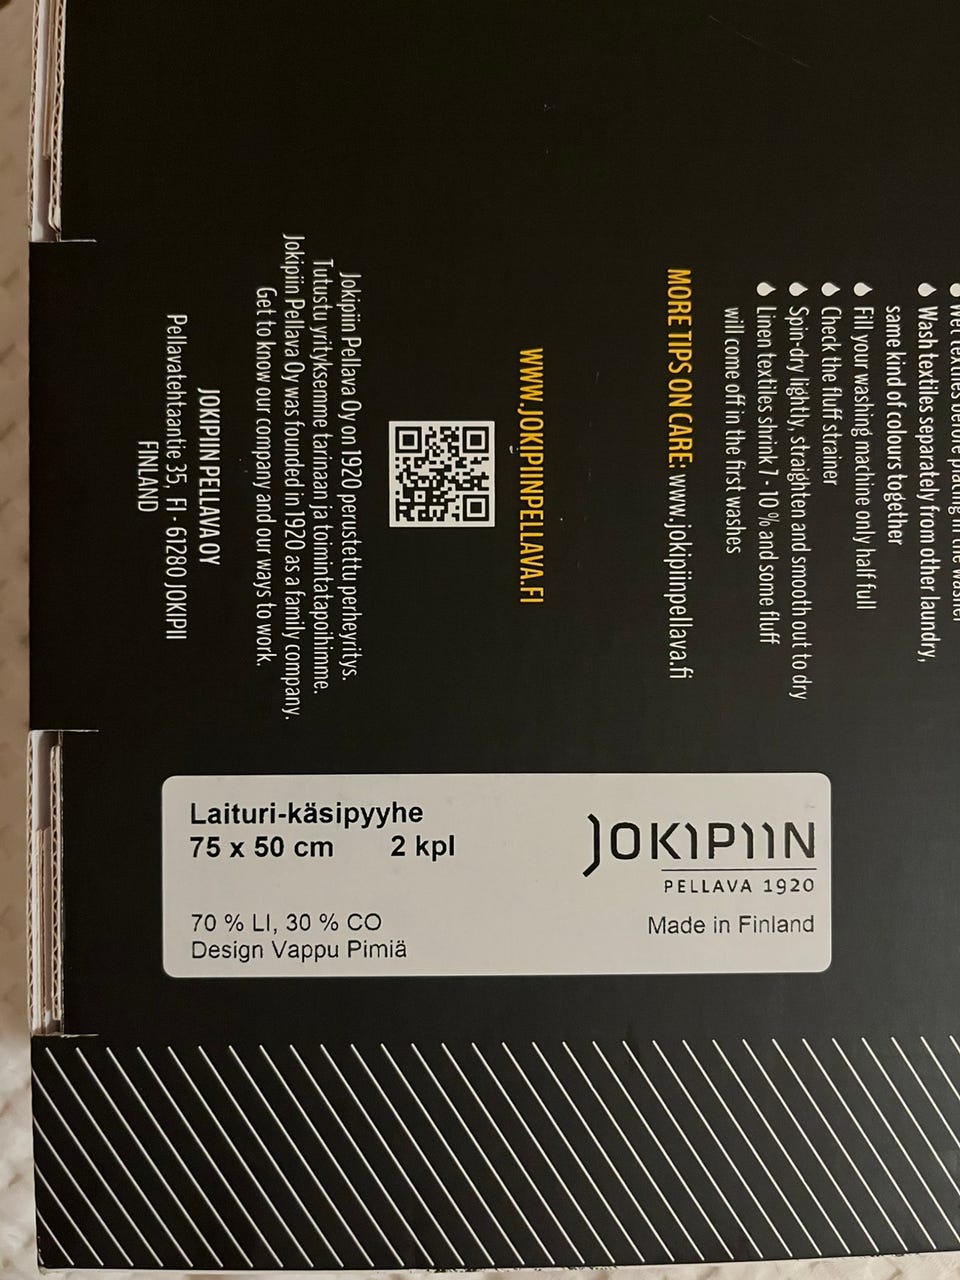 Wash textiles separately from other laundry,
same kind of colours together
Fill your washing machine only half full
Check the fluff strainer
Spin-dry lightly, straighten and smooth out to dry
Linen textiles shrink 7 - 10 % and some fluff
will come off in the first washes
MORE TIPS ON CARE: www.jokipiinpellava.fi
WWW.JOKIPIINPELLAVA.FI
Jokipiin Pellava Oy on 1920 perustettu perheyritys.
Tutustu yrityksemme tarinaan ja toimintatapoihimme.
Jokipiin Pellava Oy was founded in 1920 as a family company.
Get to know our company and our ways to work.
JOKIPIIN PELLAVA OY
Pellavatehtaantie 35, FI - 61280 JOKIPII
FINLAND
Laituri-käsipyyhe
75 x 50 cm 2 kpl
70 % LI, 30 % CO
Design Vappu Pimiä
JOKIPIIN
PELLAVA 1920
Made in Finland